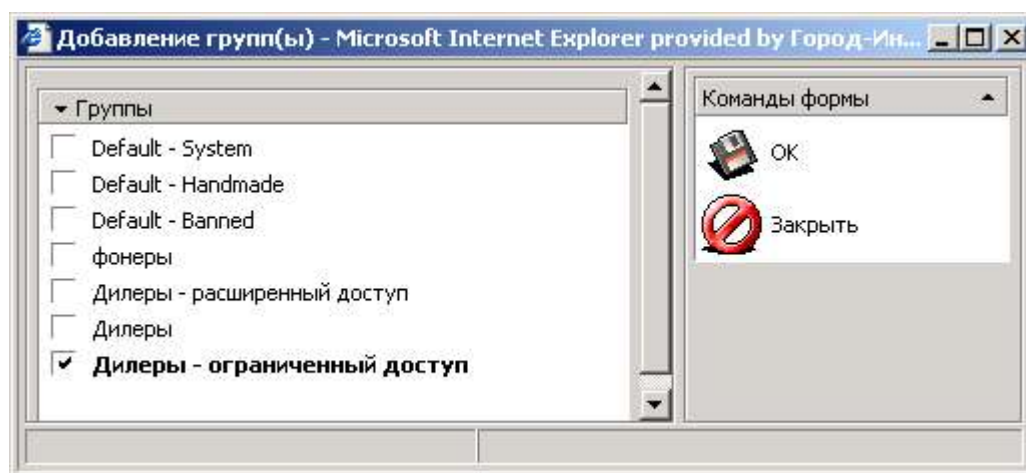 Добавление групп(ы) - Microsoft Internet Explorer provided by Город-Ин...
Группы
Default - System
Default - Handmade
Default - Banned
фонеры
Дилеры - расширенный доступ
Дилеры
Дилеры - ограниченный доступ
Команды формы
ОК
Закрыть